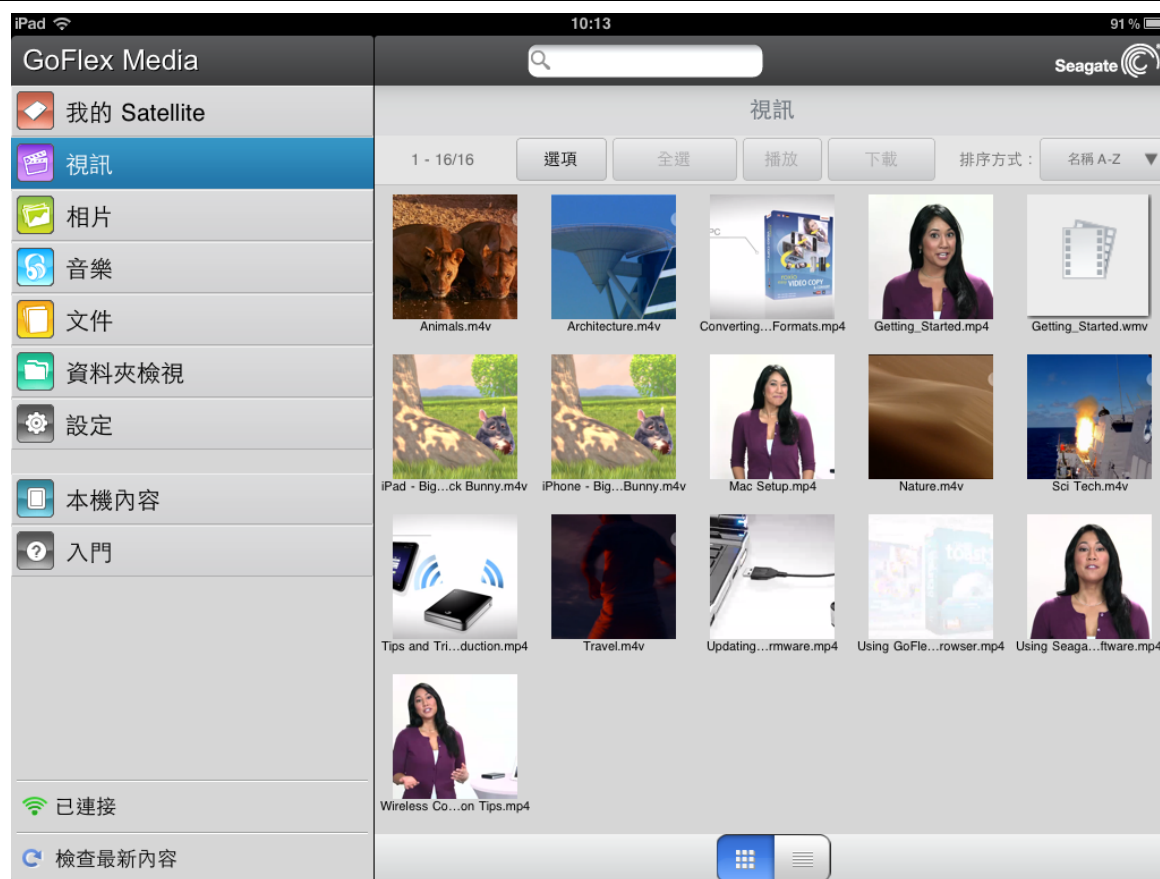 iPad 10:13 91 %
GoFlex Media
Seagate
我的 Satellite
視訊
相片
音樂
文件
資料夾檢視
設定
本機內容
入門
已連接
檢查最新內容
視訊
1 - 16/16 選項 全選 播放 下載 排序方式： 名稱 A-Z
PC
VIDEO COPY
Animals.m4v Architecture.m4v Converting...Formats.mp4 Getting_Started.mp4 Getting_Started.wmv
iPad - Big...ck Bunny.m4v iPhone - Big...Bunny.m4v Mac Setup.mp4 Nature.m4v Sci Tech.m4v
toast
Tips and Tri...duction.mp4 Travel.m4v Updating...rmware.mp4 Using GoFle...rowser.mp4 Using Seaga...ftware.mp4
Wireless Co...on Tips.mp4